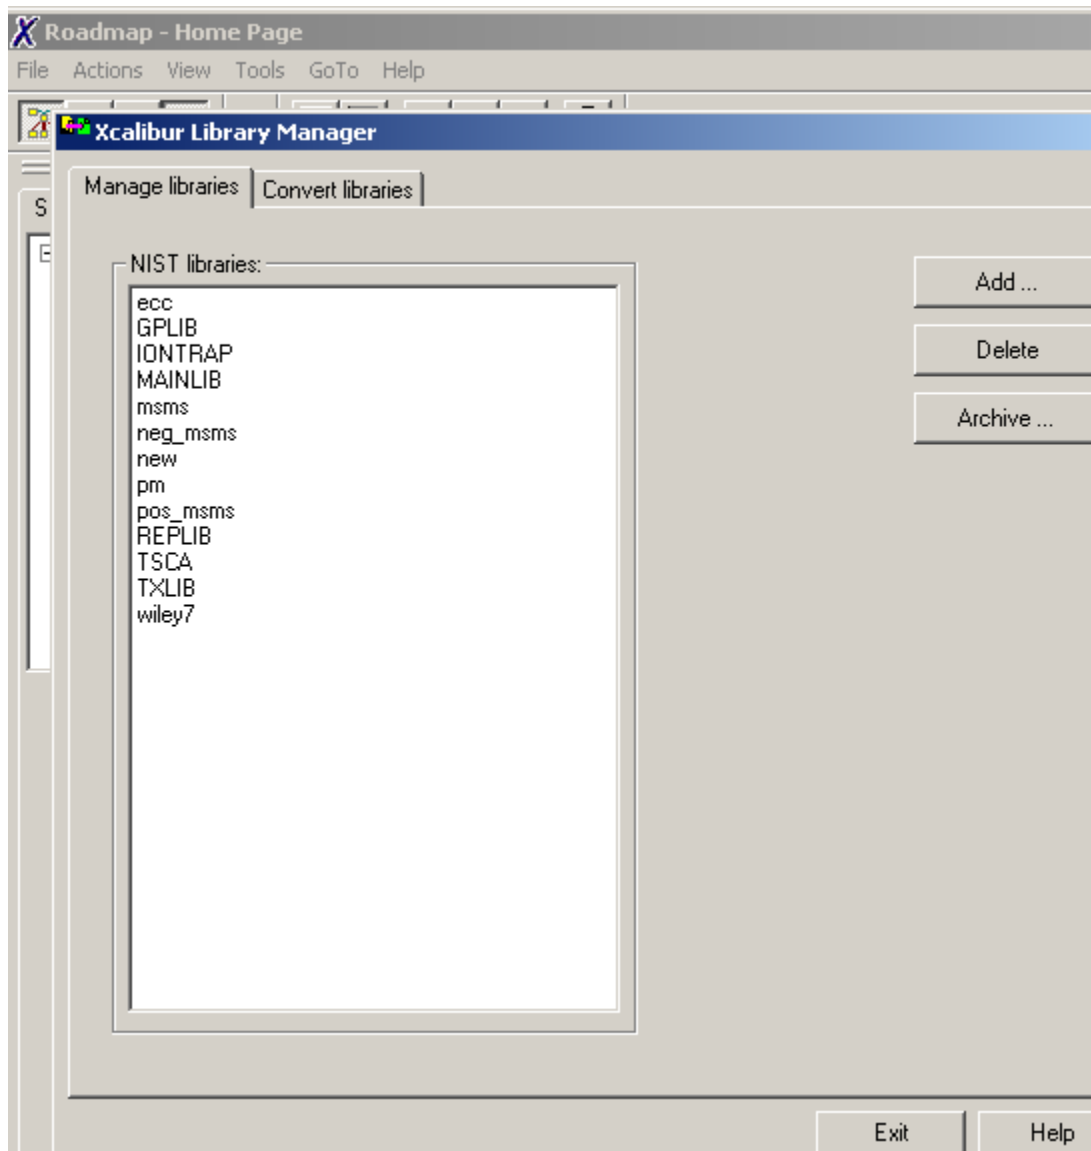 Roadmap - Home Page
File Actions View Tools GoTo Help
Xcalibur Library Manager
Manage libraries Convert libraries
S
NIST libraries:
ecc
GPLIB
IONTRAP
MAINLIB
msms
neg_msms
new
pm
pos_msms
REPLIB
TSCA
TXLIB
wiley7
Add ...
Delete
Archive ...
Exit Help